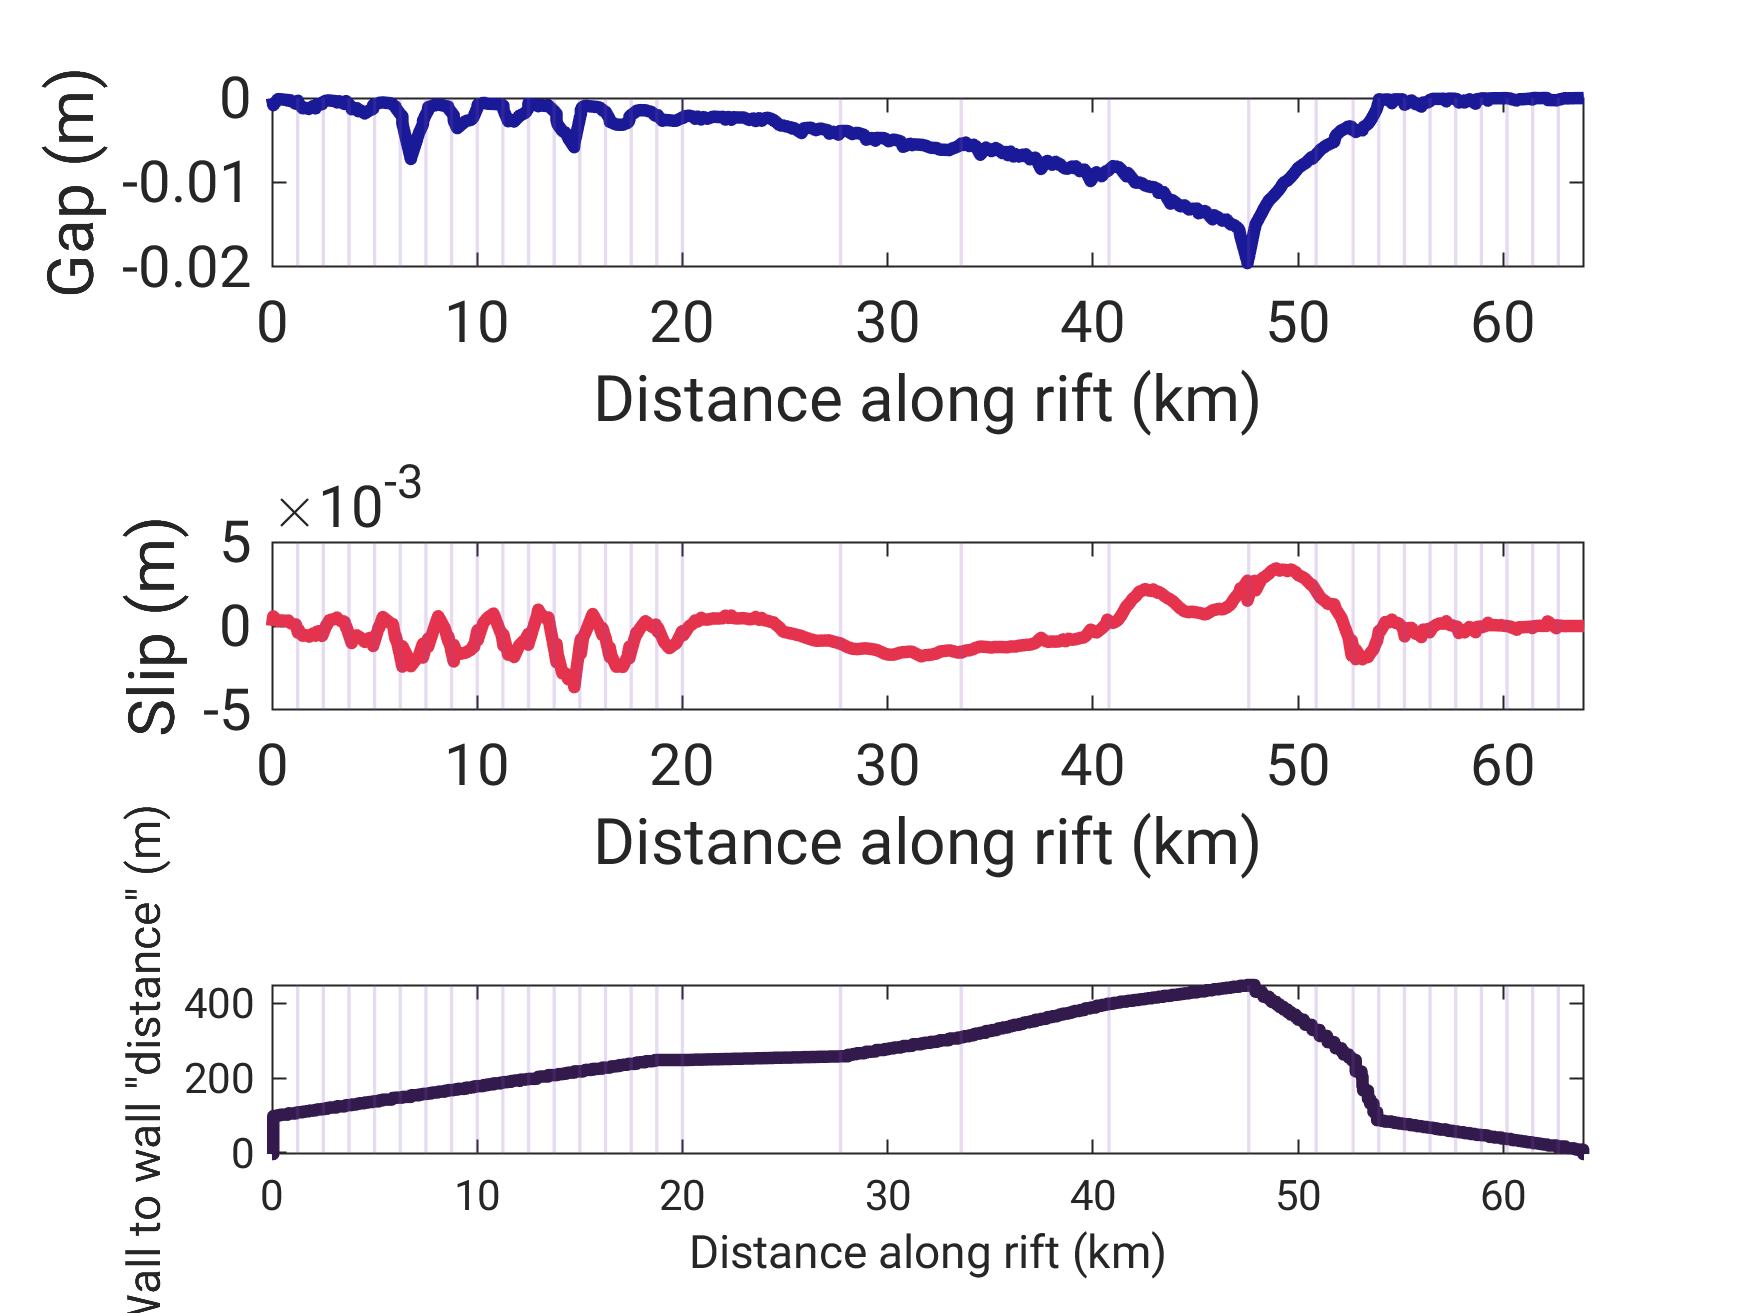 Gap (m)
0
-0.01
-0.02
0 10 20 30 40 50 60
Distance along rift (km)
×10-3
Slip (m)
5
0
-5
0 10 20 30 40 50 60
Distance along rift (km)
to wall "distance" (m)
400
200
0
0 10 20 30 40 50 60
Distance along rift (km)